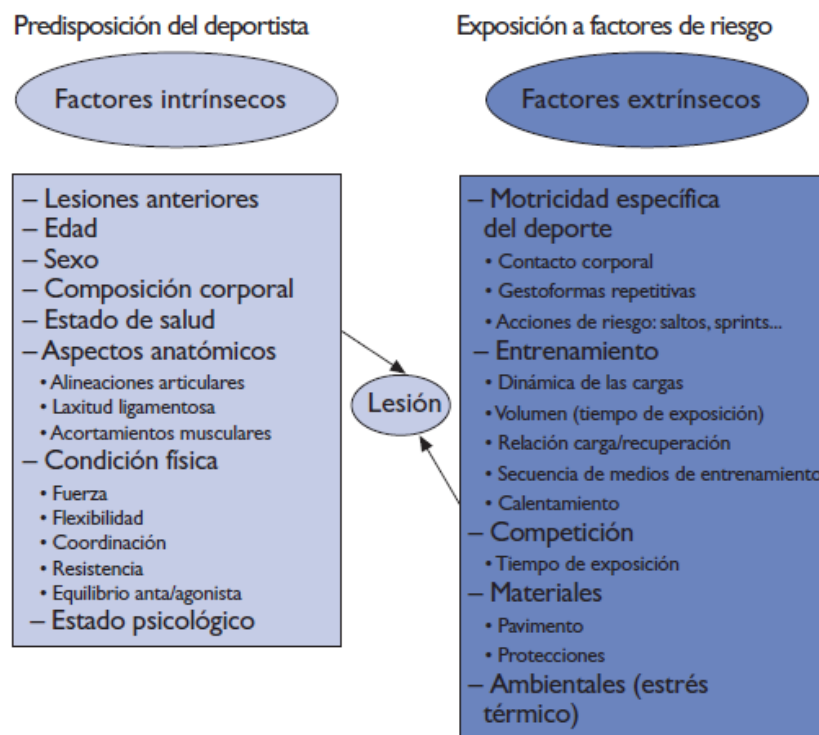 Predisposición del deportista
Factores intrínsecos
– Lesiones anteriores
– Edad
– Sexo
– Composición corporal
– Estado de salud
– Aspectos anatómicos
• Alineaciones articulares
• Laxitud ligamentosa
• Acortamientos musculares
– Condición física
• Fuerza
• Flexibilidad
• Coordinación
• Resistencia
• Equilibrio anta/agonista
– Estado psicológico
Lesión
Exposición a factores de riesgo
Factores extrínsecos
– Motricidad específica
del deporte
• Contacto corporal
• Gestoformas repetitivas
• Acciones de riesgo: saltos, sprints...
– Entrenamiento
• Dinámica de las cargas
• Volumen (tiempo de exposición)
• Relación carga/recuperación
• Secuencia de medios de entrenamiento
• Calentamiento
– Competición
• Tiempo de exposición
– Materiales
• Pavimento
• Protecciones
– Ambientales (estrés
térmico)